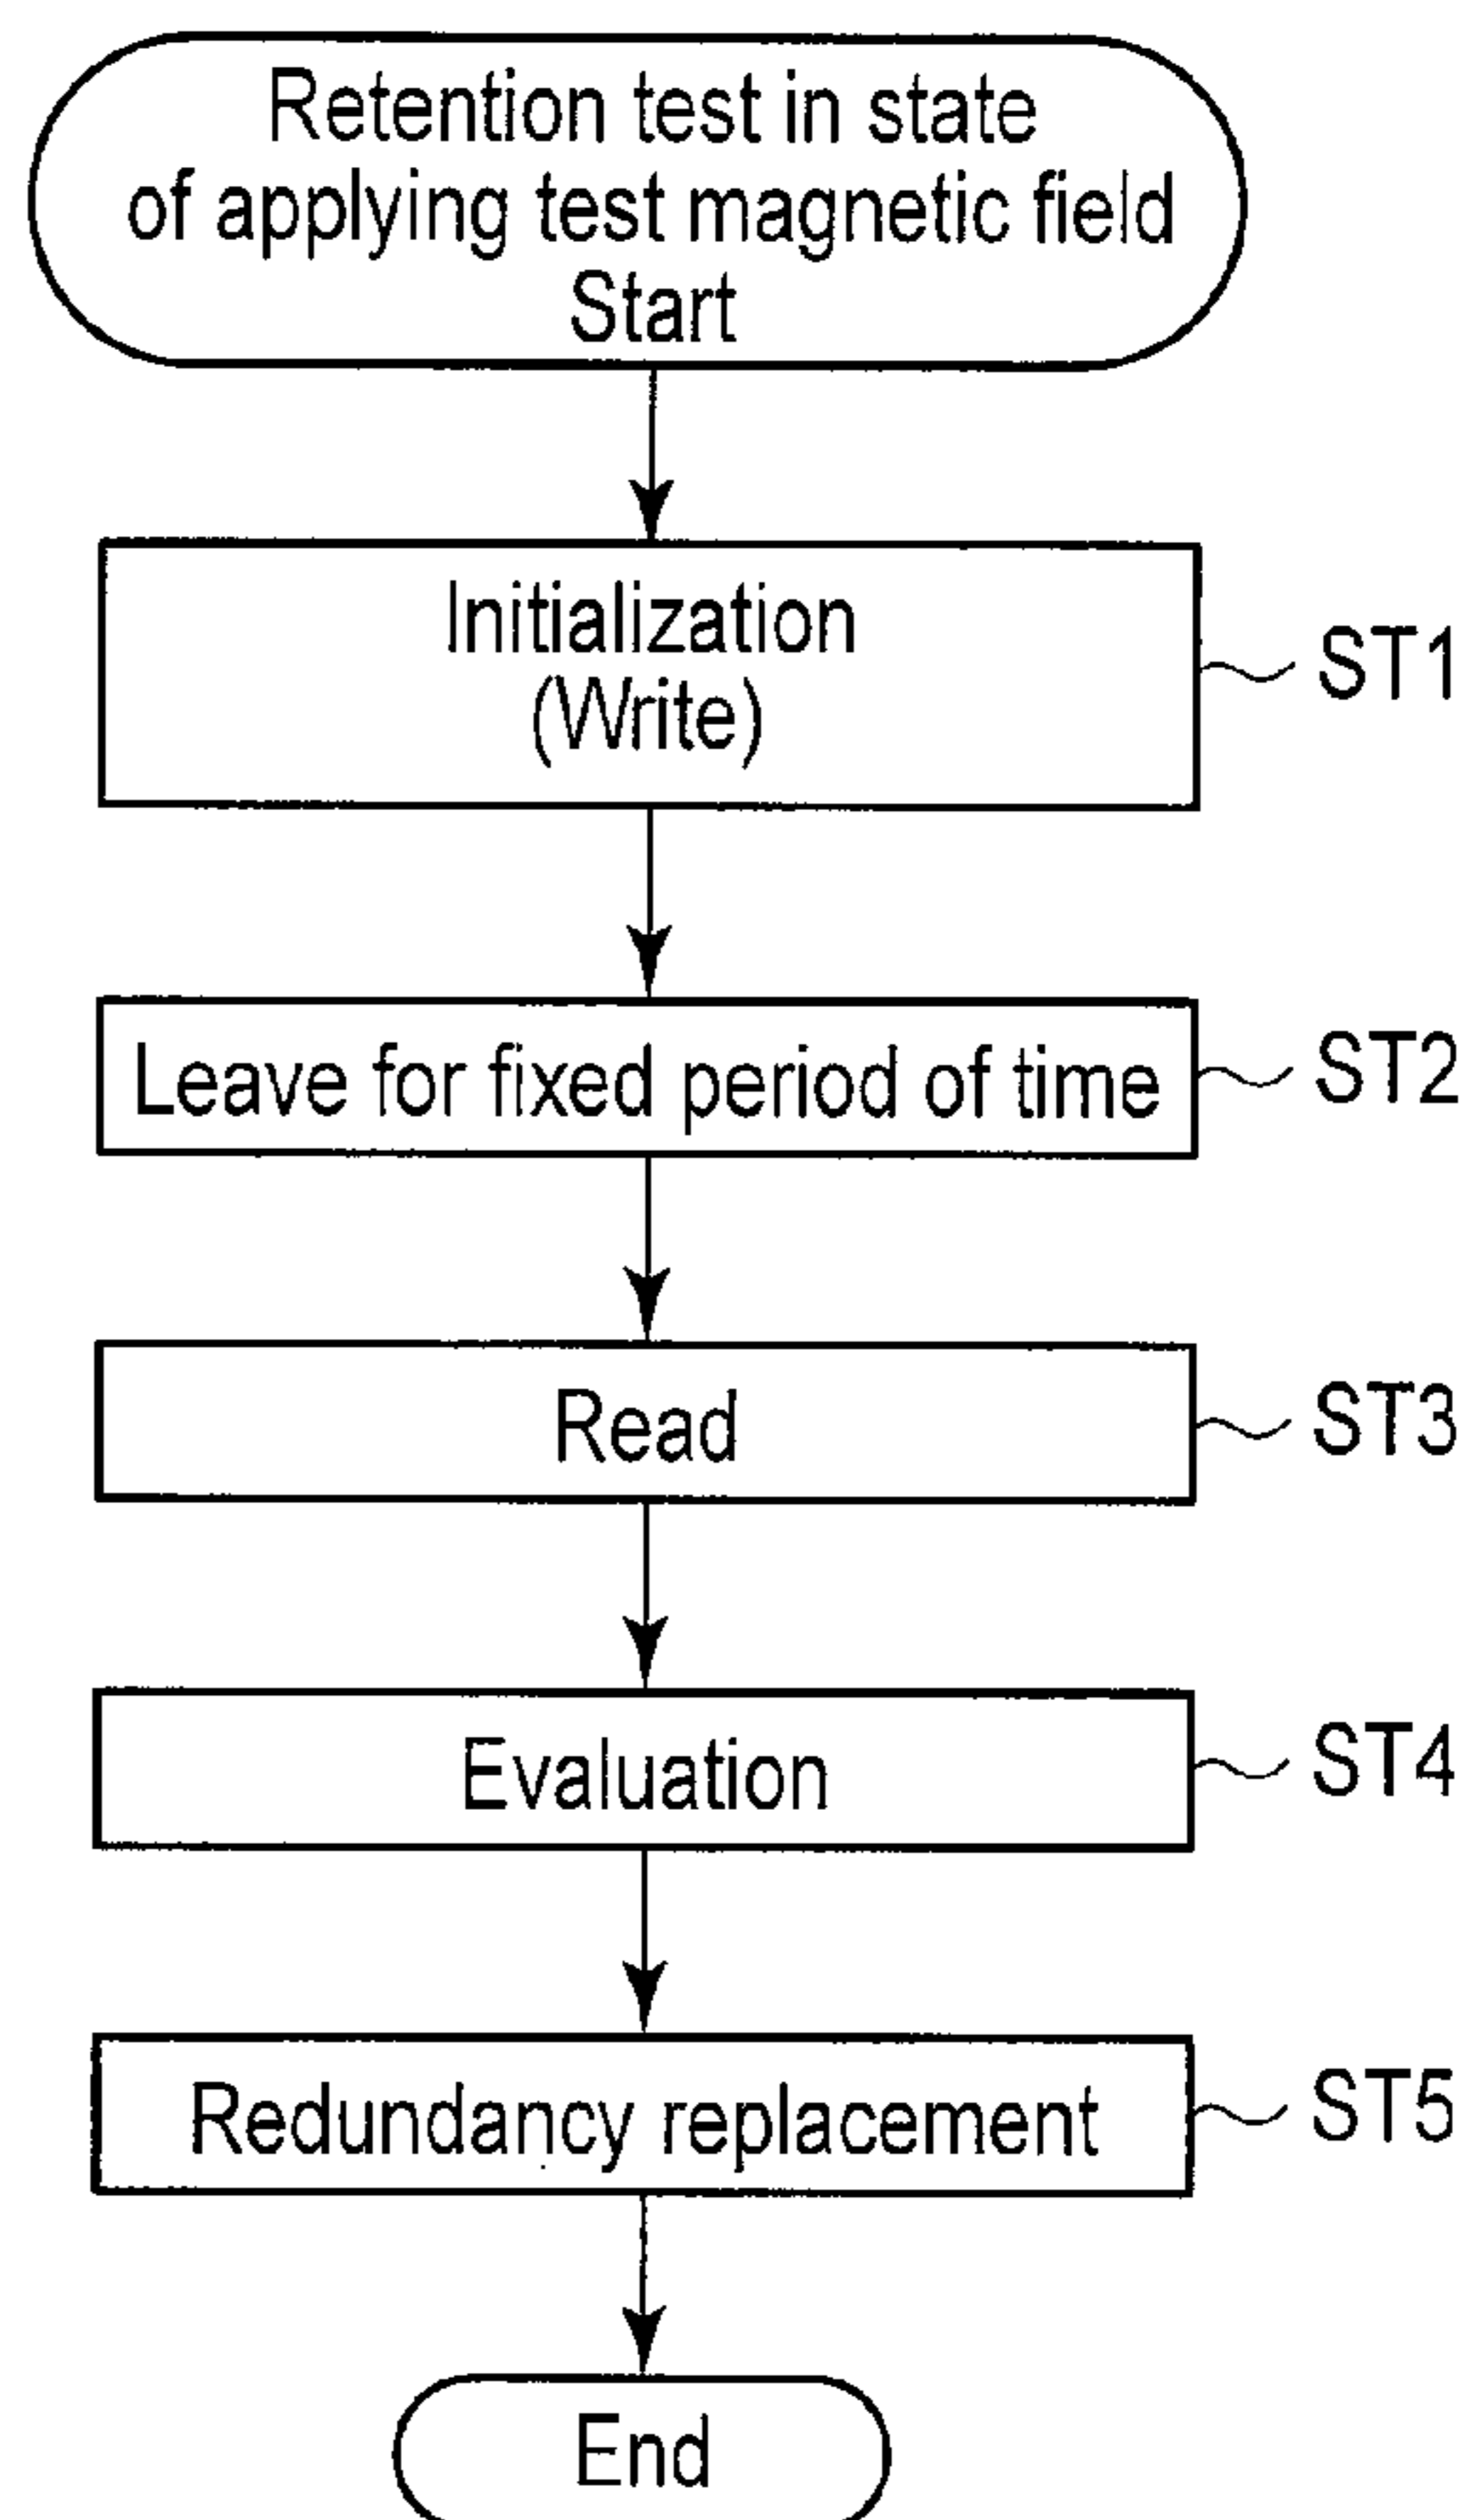 Retention test in state
of applying test magnetic field
Start
Initialization
(Write)
ST1
Leave for fixed period of time
ST2
Read
ST3
Evaluation
ST4
Redundancy replacement
ST5
End